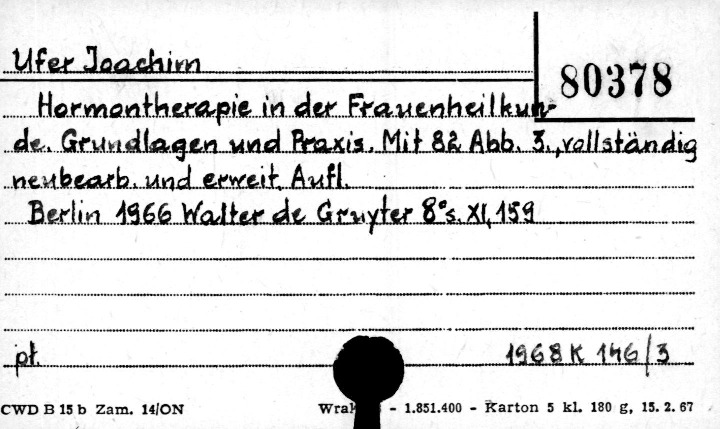 Ufer Joachim
80378
Hormontherapie in der Frauenheilkun-
de. Grundlagen und Praxis. Mit 82 Abb. 3., vollständig
neubearb. und erweit. Aufl.
Berlin 1966 Walter de Gruyter 8° s. XI, 159
pt. 1968 K 146/3
CWD B 15 b Zam. 14/ON - 1.851.400 - Karton 5 kl. 180 g, 15. 2. 67